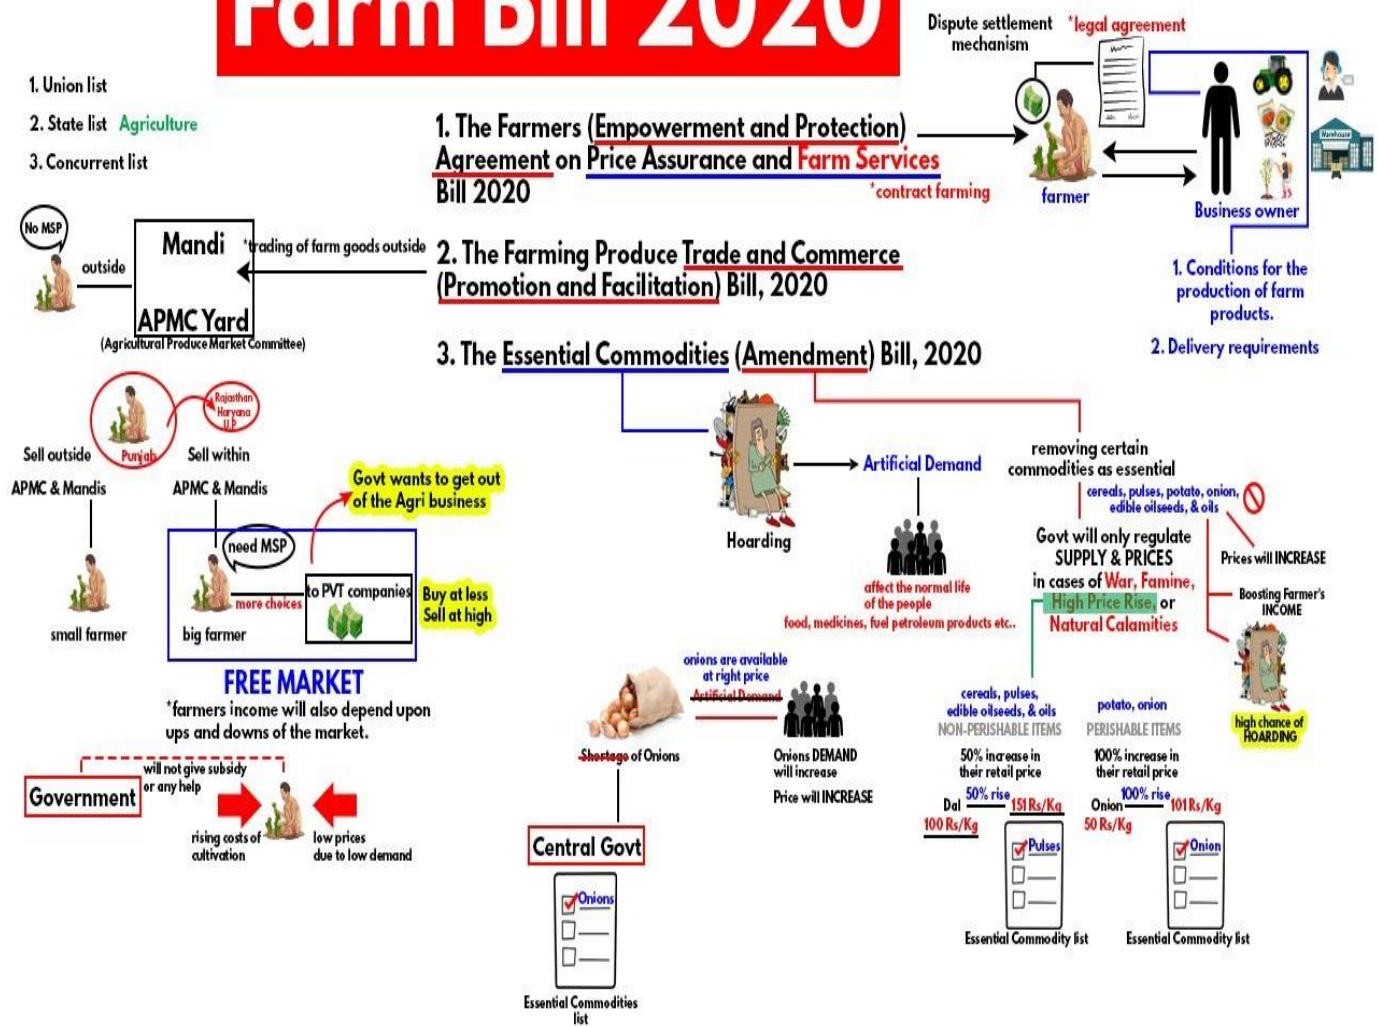 Farm Bill 2020
1. Union list
2. State list Agriculture
3. Concurrent list
1. The Farmers (Empowerment and Protection)
Agreement on Price Assurance and Farm Services
Bill 2020
*contract farming
Dispute settlement
mechanism
*legal agreement
farmer
Business owner
Warehouse
1. Conditions for the
production of farm
products.
2. Delivery requirements
2. The Farming Produce Trade and Commerce
(Promotion and Facilitation) Bill, 2020
*trading of farm goods outside
Mandi
APMC Yard
(Agricultural Produce Market Committee)
outside
No MSP
3. The Essential Commodities (Amendment) Bill, 2020
Punjab
Rajasthan
Haryana
U.P
Sell outside
APMC & Mandis
small farmer
Sell within
APMC & Mandis
need MSP
big farmer
more choices
to PVT companies
Govt wants to get out
of the Agri business
Buy at less
Sell at high
FREE MARKET
*farmers income will also depend upon
ups and downs of the market.
Government
will not give subsidy
or any help
rising costs of
cultivation
low prices
due to low demand
Hoarding
Artificial Demand
affect the normal life
of the people
food, medicines, fuel petroleum products etc..
removing certain
commodities as essential
cereals, pulses, potato, onion,
edible oilseeds, & oils
Govt will only regulate
SUPPLY & PRICES
in cases of War, Famine,
High Price Rise, or
Natural Calamities
Prices will INCREASE
Boosting Farmer's
INCOME
high chance of
HOARDING
onions are available
at right price
Artificial Demand
Shortage of Onions
Onions DEMAND
will increase
Price will INCREASE
Central Govt
Onions
Essential Commodities
list
cereals, pulses,
edible oilseeds, & oils
NON-PERISHABLE ITEMS
50% increase in
their retail price
50% rise
Dal 151 Rs/Kg
100 Rs/Kg
Pulses
Essential Commodity list
potato, onion
PERISHABLE ITEMS
100% increase in
their retail price
100% rise
Onion 101 Rs/Kg
50 Rs/Kg
Onion
Essential Commodity list